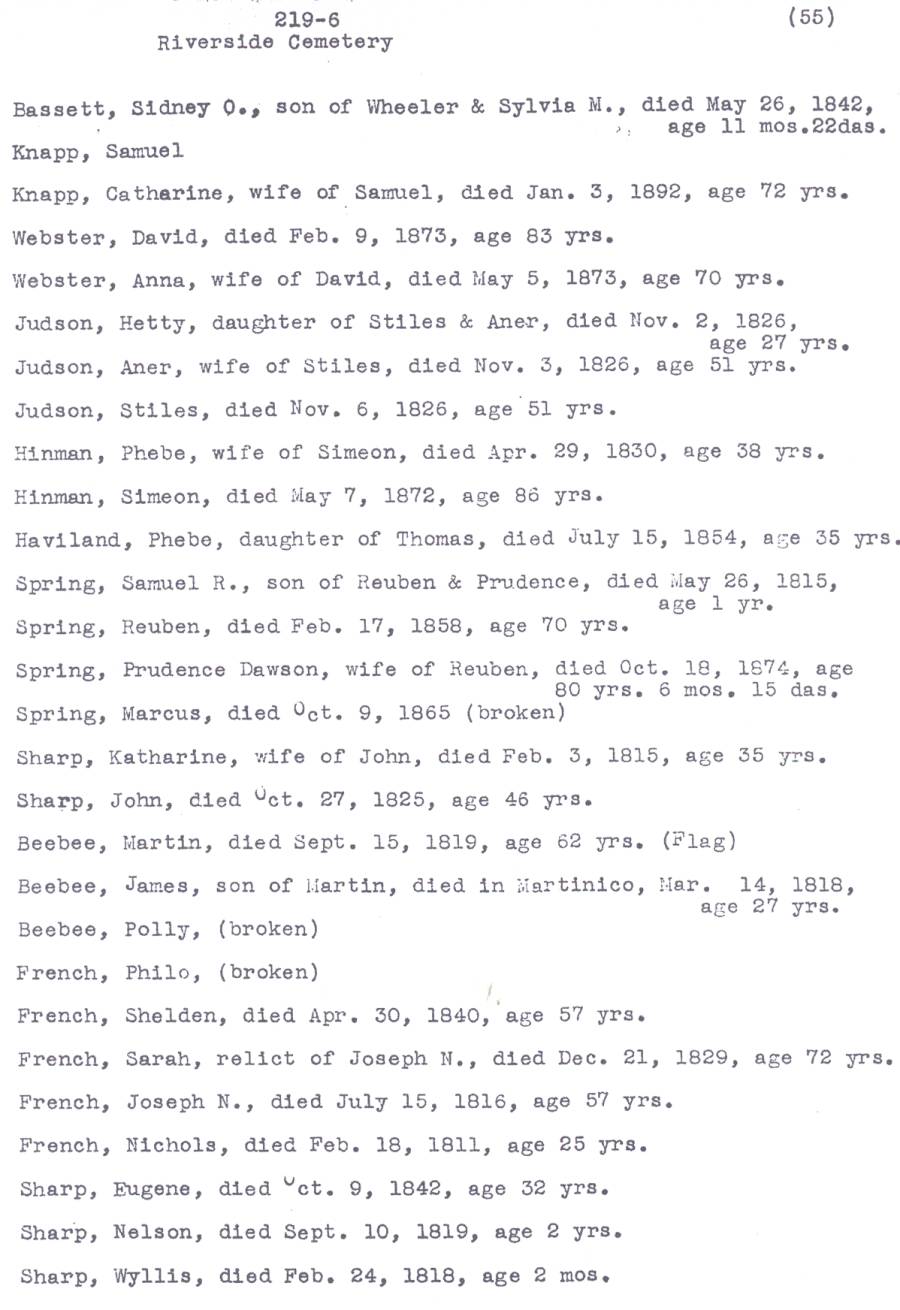 219-6
(55)
Riverside Cemetery
Bassett, Sidney O., son of Wheeler & Sylvia M., died May 26, 1842,
age 11 mos.22das.
Knapp, Samuel
Knapp, Catharine, wife of Samuel, died Jan. 3, 1892, age 72 yrs.
Webster, David, died Feb. 9, 1873, age 83 yrs.
Webster, Anna, wife of David, died May 5, 1873, age 70 yrs.
Judson, Hetty, daughter of Stiles & Aner, died Nov. 2, 1826,
age 27 yrs.
Judson, Aner, wife of Stiles, died Nov. 3, 1826, age 51 yrs.
Judson, Stiles, died Nov. 6, 1826, age 51 yrs.
Hinman, Phebe, wife of Simeon, died Apr. 29, 1830, age 38 yrs.
Hinman, Simeon, died May 7, 1872, age 86 yrs.
Haviland, Phebe, daughter of Thomas, died July 15, 1854, age 35 yrs.
Spring, Samuel R., son of Reuben & Prudence, died May 26, 1815,
age 1 yr.
Spring, Reuben, died Feb. 17, 1858, age 70 yrs.
Spring, Prudence Dawson, wife of Reuben, died Oct. 18, 1874, age
80 yrs. 6 mos. 15 das.
Spring, Marcus, died Oct. 9, 1865 (broken)
Sharp, Katharine, wife of John, died Feb. 3, 1815, age 35 yrs.
Sharp, John, died Oct. 27, 1825, age 46 yrs.
Beebee, Martin, died Sept. 15, 1819, age 62 yrs. (Flag)
Beebee, James, son of Martin, died in Martinico, Mar. 14, 1818,
age 27 yrs.
Beebee, Polly, (broken)
French, Philo, (broken)
French, Shelden, died Apr. 30, 1840, age 57 yrs.
French, Sarah, relict of Joseph N., died Dec. 21, 1829, age 72 yrs.
French, Joseph N., died July 15, 1816, age 57 yrs.
French, Nichols, died Feb. 18, 1811, age 25 yrs.
Sharp, Eugene, died Oct. 9, 1842, age 32 yrs.
Sharp, Nelson, died Sept. 10, 1819, age 2 yrs.
Sharp, Wyllis, died Feb. 24, 1818, age 2 mos.